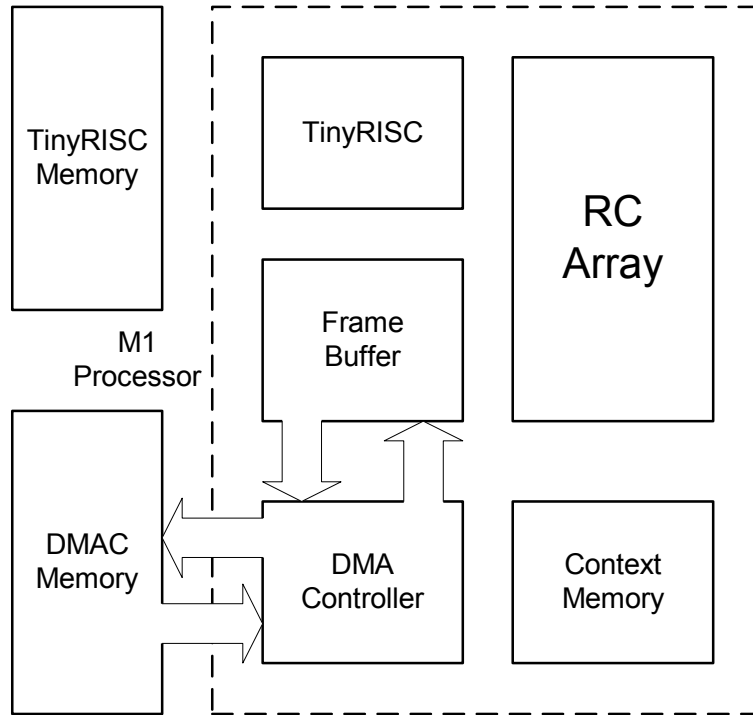 TinyRISC
Memory
TinyRISC
RC
Array
Frame
Buffer
M1
Processor
DMAC
Memory
DMA
Controller
Context
Memory